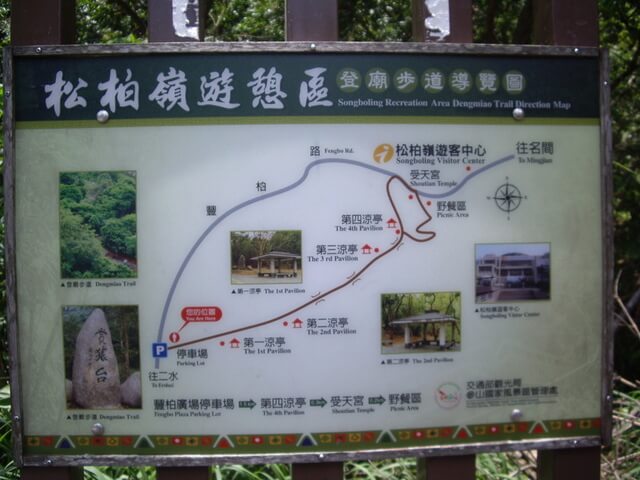 松柏嶺遊憩區 登廟步道導覽圖
Songboling Recreation Area Dengmiao Trail Direction Map
路 Fengbo Rd.
柏
豐
松柏嶺遊客中心
Songboling Visitor Center
往名間
To Mingjian
受天宮
Shoutian Temple
野餐區
Picnic Area
第四涼亭
The 4th Pavilion
第三涼亭
The 3 rd Pavilion
▲登廟步道 Dengmiao Trail
▲第一涼亭 The 1st Pavilion
▲松柏嶺遊客中心
Songboling Visitor Center
您的位置
You Are Here
第二涼亭
The 2nd Pavilion
第一涼亭
The 1st Pavilion
P
停車場
Parking Lot
▲第二涼亭 The 2nd Pavilion
往二水
To Ershui
▲登廟步道 Dengmiao Trail
豐柏廣場停車場 第四涼亭 受天宮 野餐區
Fengbo Plaza Parking Lot The 4th Pavilion Shoutian Temple Picnic Area
交通部觀光局
山國家風景區管理處